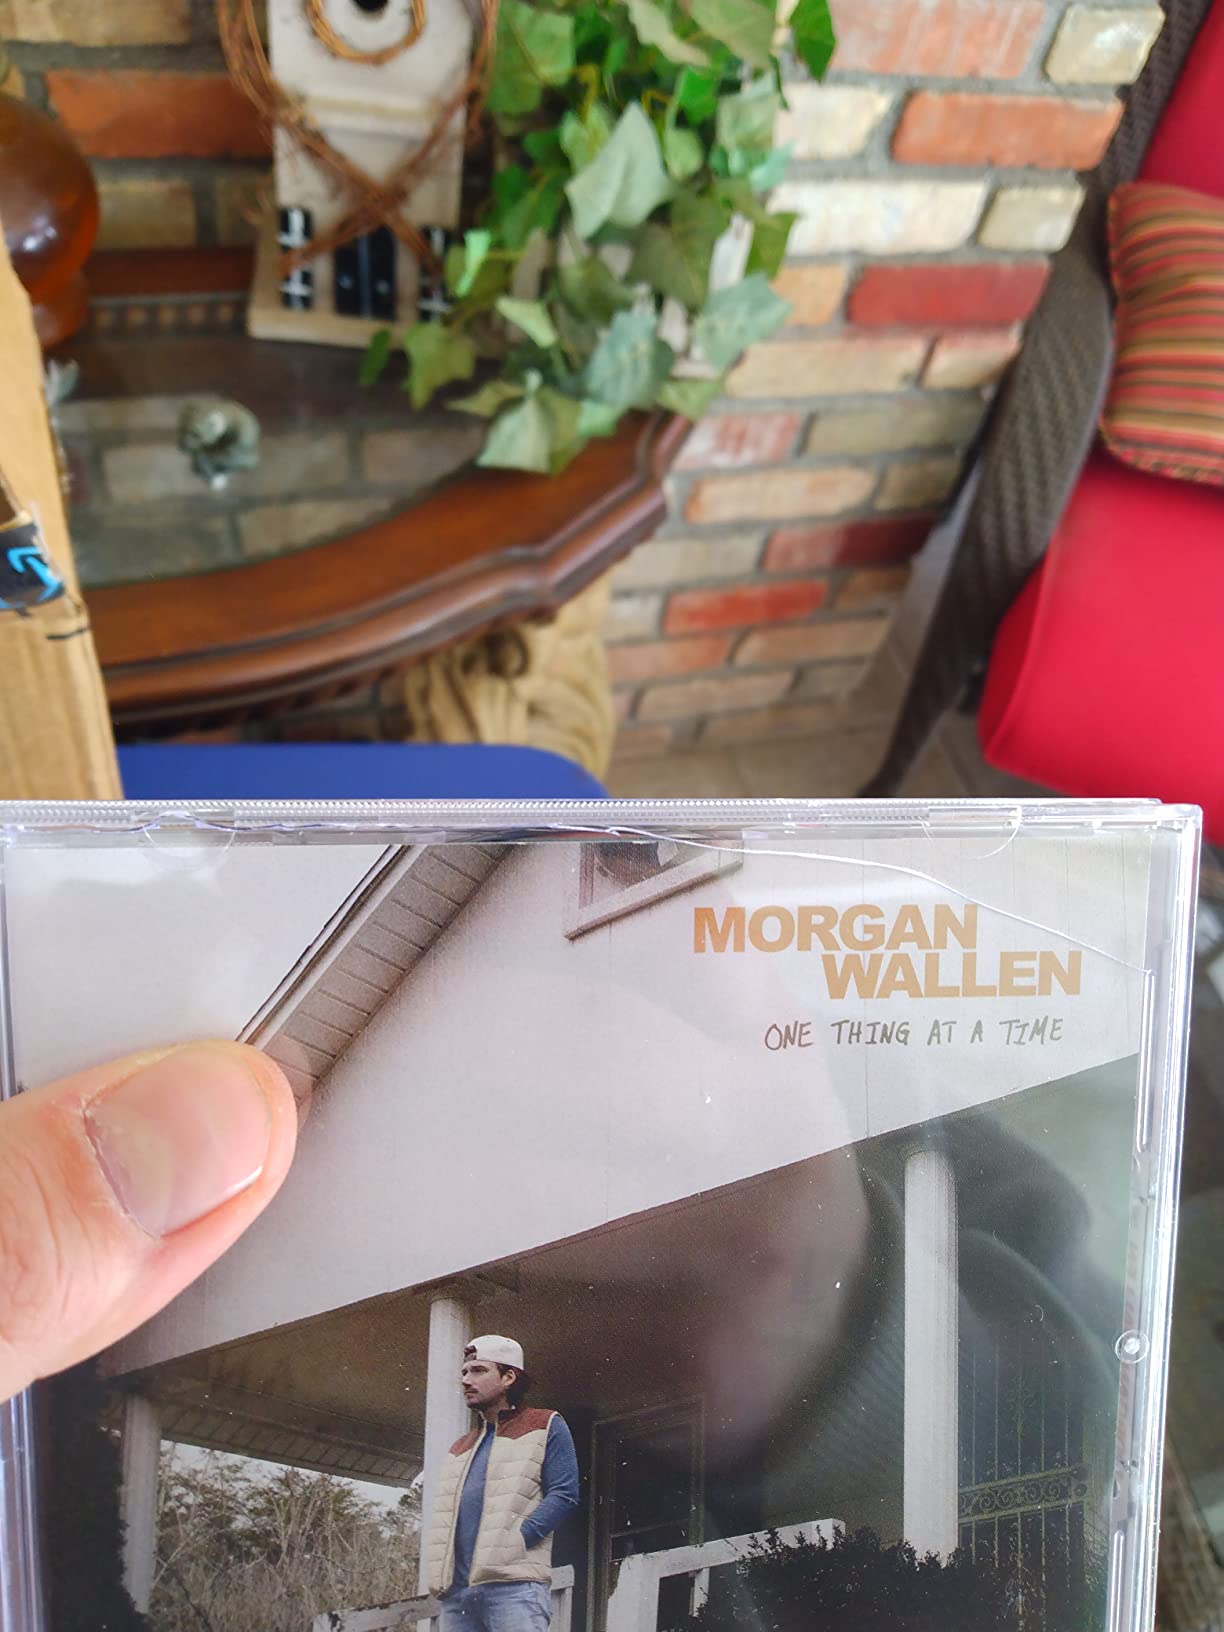 MORGAN
WALLEN
ONE THING AT A TIME